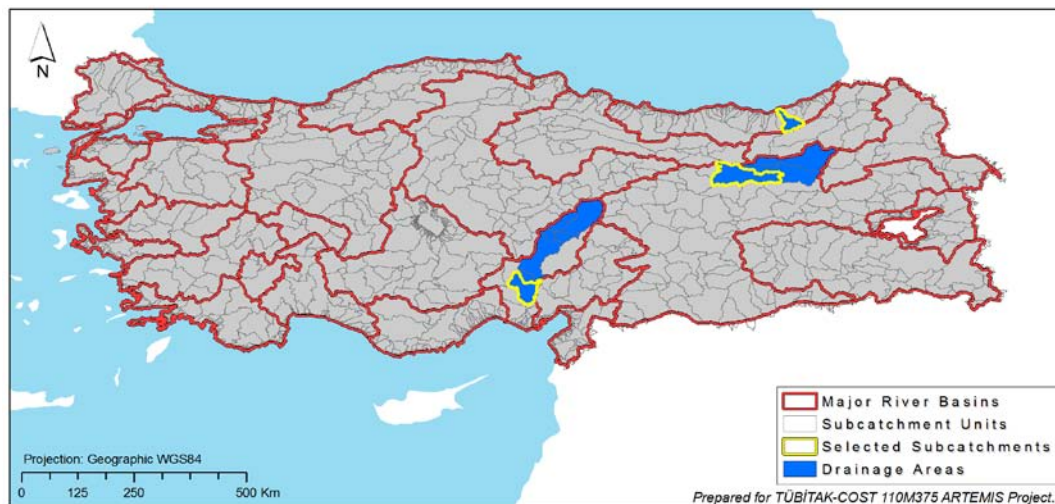 N
Major River Basins
Subcatchment Units
Selected Subcatchments
Drainage Areas
Projection: Geographic WGS84
0 125 250 500 Km
Prepared for TÜBİTAK-COST 110M375 ARTEMIS Project.